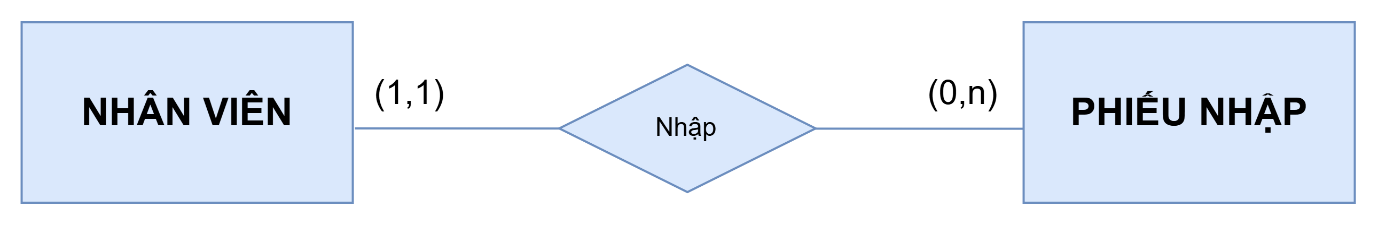 NHÂN VIÊN
(1,1)
Nhập
(0,n)
PHIẾU NHẬP